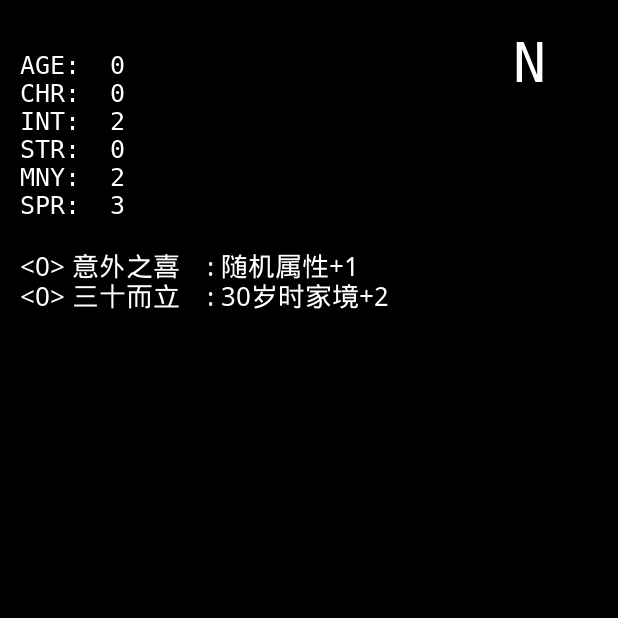 N
AGE: 0
CHR: 0
INT: 2
STR: 0
MNY: 2
SPR: 3
<0> 意外之喜 :随机属性+1
<0> 三十而立 :30岁时家境+2